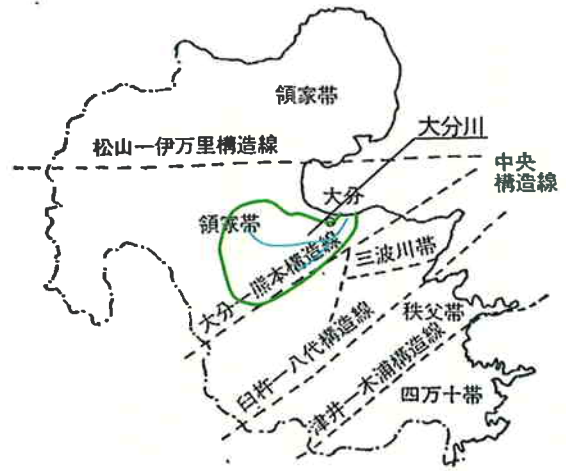 領家帯
大分川
松山一伊万里構造線
中央
構造線
大分
領家帯
大分一熊本構造線
三波川帯
秩父帯
臼杵一八代構造線
津井一木浦構造線
四万十帯